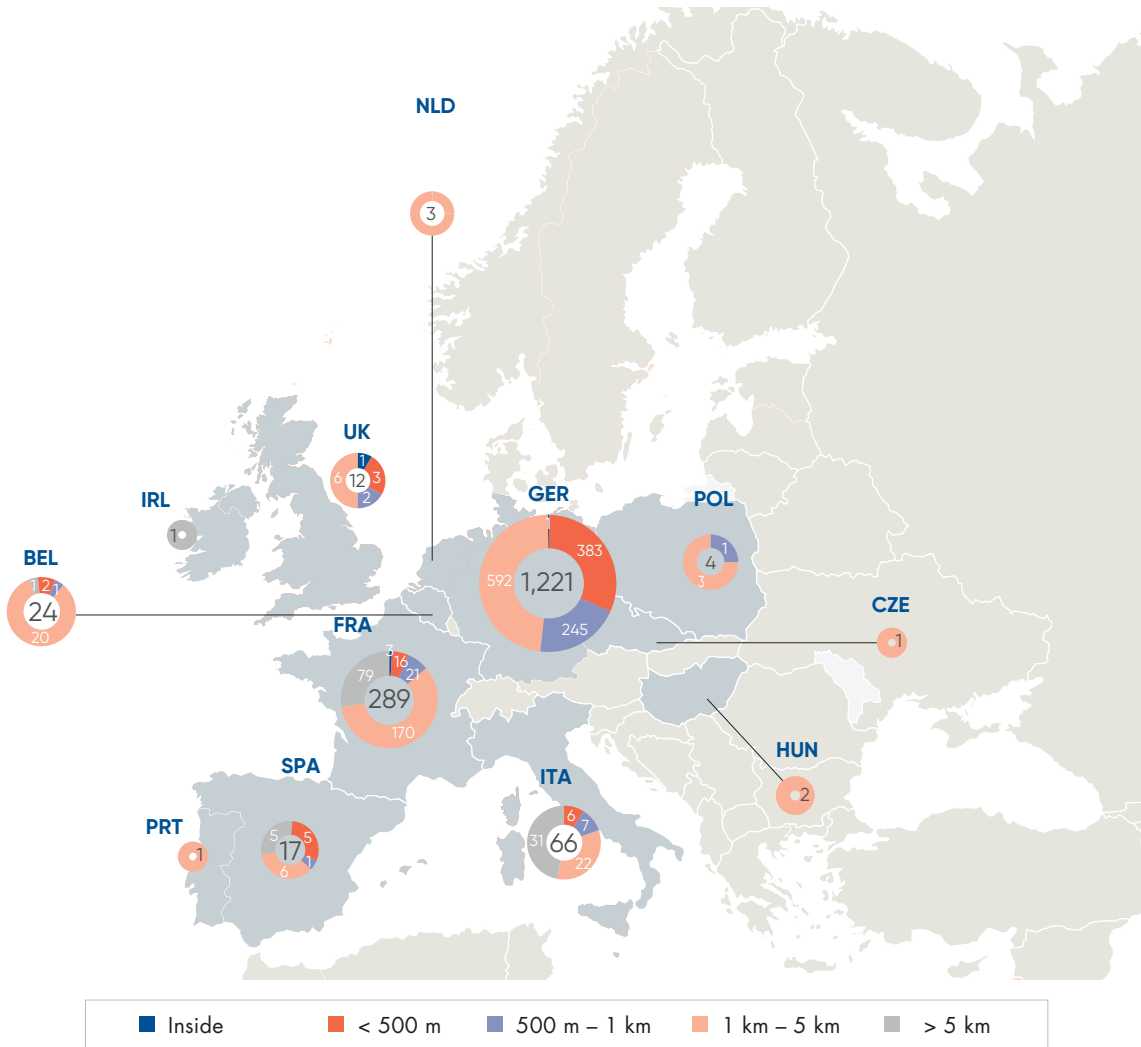 NLD
3
UK
1
6
12
3
2
IRL
1
GER
1
383
592
1,221
245
POL
1
4
3
BEL
1
2
1
24
20
CZE
1
FRA
3
16
79
21
289
170
HUN
2
SPA
5
5
17
1
6
ITA
6
7
31
66
22
PRT
1
Inside
< 500 m
500 m – 1 km
1 km – 5 km
> 5 km